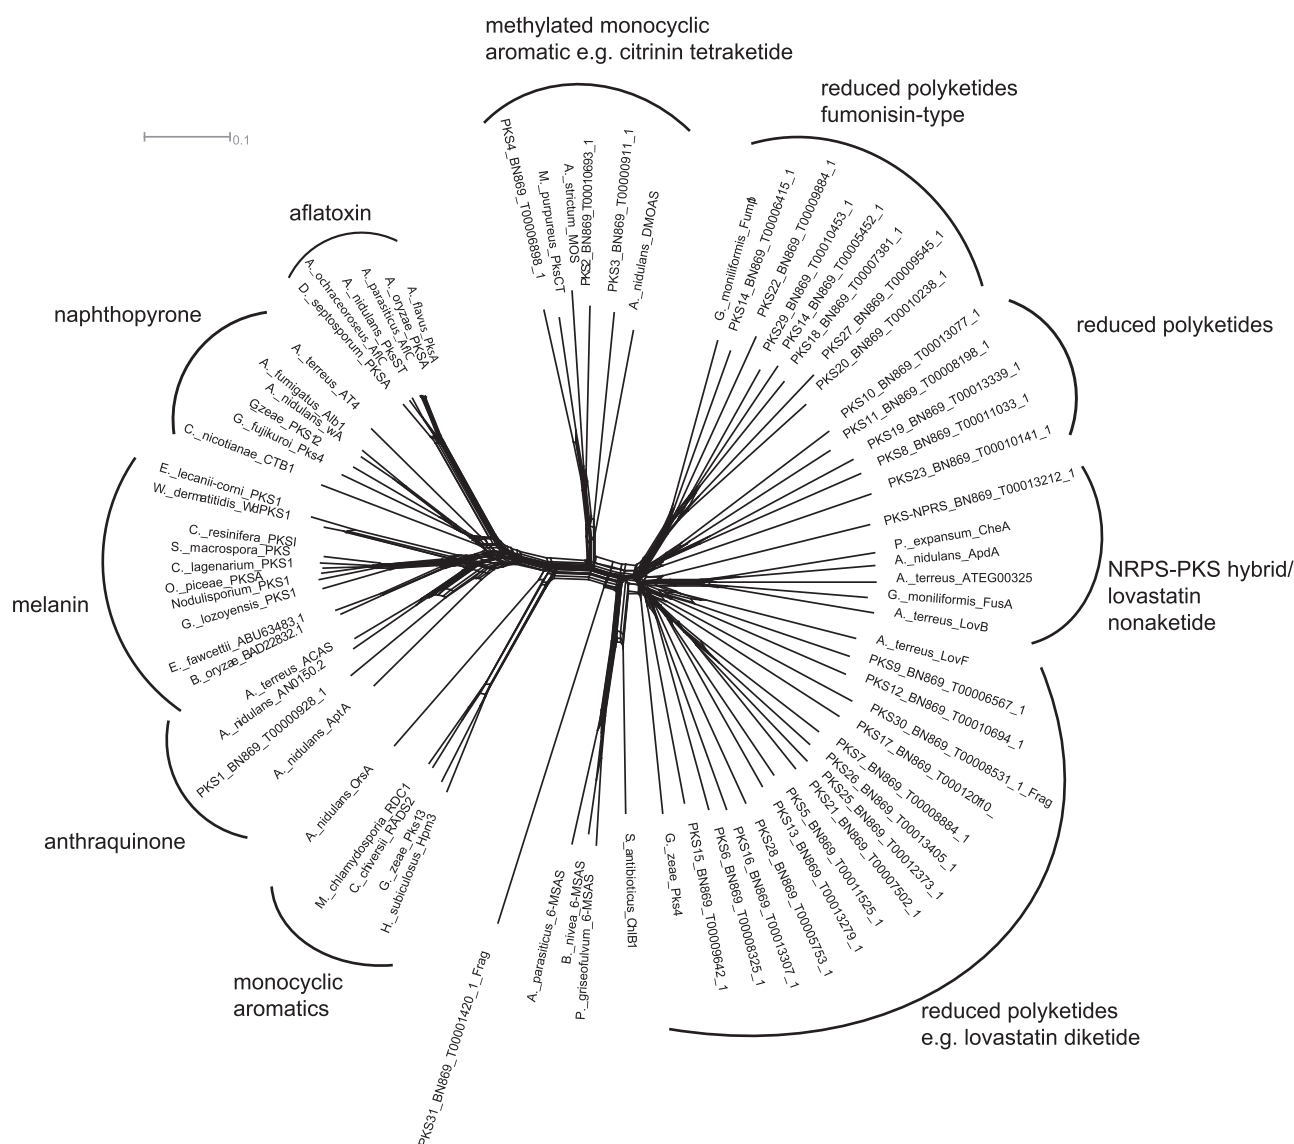 methylated monocyclic
aromatic e.g. citrinin tetraketide
reduced polyketides
fumonisin-type
0.1
aflatoxin
naphthopyrone
melanin
anthraquinone
monocyclic
aromatics
reduced polyketides
NRPS-PKS hybrid/
lovastatin
nonaketide
reduced polyketides
e.g. lovastatin diketide
PKS4_BN869_T00006898_1
M._purpureus_PksCT
A._strictum_MOS
PKS2_BN869_T00010693_1
PKS3_BN869_T00000911_1
A._nidulans_DMOAS
G._moniliformis_Fump
PKS14_BN869_T00006415_1
PKS22_BN869_T00009884_1
PKS29_BN869_T00010453_1
PKS14_BN869_T00005452_1
PKS18_BN869_T00007381_1
PKS27_BN869_T00009545_1
PKS20_BN869_T00010238_1
PKS10_BN869_T00013077_1
PKS11_BN869_T00008198_1
PKS19_BN869_T00013339_1
PKS8_BN869_T00011033_1
PKS23_BN869_T00010141_1
PKS-NPRS_BN869_T00013212_1
P._expansum_CheA
A._nidulans_ApdA
A._terreus_ATEG00325
G._moniliformis_FusA
A._terreus_LovB
A._terreus_LovF
PKS9_BN869_T00006567_1
PKS12_BN869_T00010694_1
PKS30_BN869_T00008531_1_Frag
PKS17_BN869_T00012010_
PKS7_BN869_T00008884_1
PKS26_BN869_T00013405_1
PKS25_BN869_T00012373_1
PKS21_BN869_T00007502_1
PKS5_BN869_T00011525_1
PKS13_BN869_T00013279_1
PKS28_BN869_T00005753_1
PKS16_BN869_T00013307_1
PKS6_BN869_T00008325_1
PKS15_BN869_T00009642_1
G._zeae_Pks4
S_antibioticus_ChlB1
P._griseofulvum_6-MSAS
B._nivea_6-MSAS
A._parasiticus_6-MSAS
PKS31_BN869_T00001420_1_Frag
H._subiculosus_Hpm3
G._zeae_Pks13
C._chiversii_RADS2
M._chlamydosporia_RDC1
A._nidulans_OrsA
A._nidulans_AptA
PKS1_BN869_T00000928_1
A._nidulans_AN0150.2
A._terreus_ACAS
B._oryzae_BAD22832.1
E._fawcettii_ABU63483_1
G._lozoyensis_PKS1
Nodulisporium_PKS1
O._piceae_PKSA
C._lagenarium_PKS1
S._macrospora_PKS
C._resinifera_PKSI
W._dermatitidis_WdPKS1
E._lecanii-corni_PKS1
C._nicotianae_CTB1
G._fujikuroi_Pks4
Gzeae_PKS12
A._nidulans_wA
A._fumigatus_Alb1
A._terreus_AT4
D._septosporum_PKSA
A._ochraceoroseus_AflC
A._nidulans_PksST
A._parasiticus_AflC
A._oryzae_PKSA
A._flavus_PksA